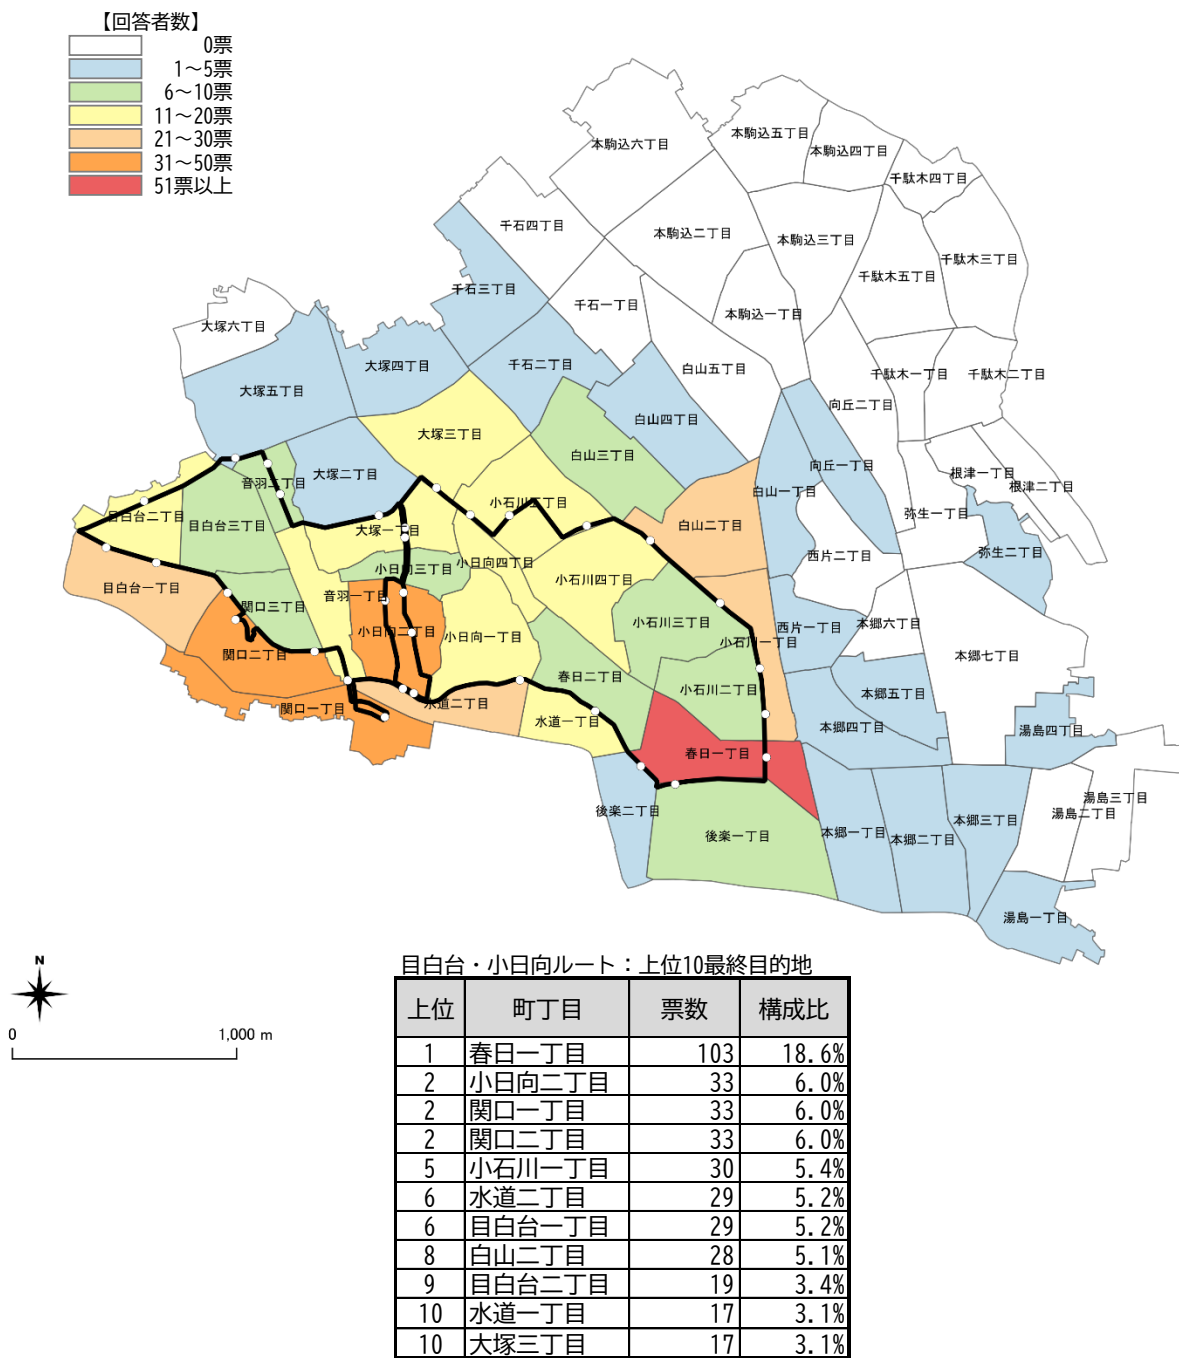 【回答者数】
0票
1～5票
6～10票
11～20票
21～30票
31～50票
51票以上
本駒込六丁目
本駒込五丁目
本駒込四丁目
千駄木四丁目
千石四丁目
本駒込二丁目
本駒込三丁目
千駄木三丁目
千駄木五丁目
千石三丁目
千石一丁目
本駒込一丁目
大塚六丁目
大塚四丁目
千石二丁目
白山五丁目
千駄木一丁目
千駄木二丁目
大塚五丁目
向丘二丁目
白山四丁目
大塚三丁目
白山三丁目
大塚二丁目
向丘一丁目
根津一丁目
根津二丁目
音羽二丁目
白山一丁目
小石川五丁目
弥生一丁目
目白台二丁目
目白台三丁目
大塚一丁目
白山二丁目
西片二丁目
弥生二丁目
小日向四丁目
小日向三丁目
小石川四丁目
目白台一丁目
音羽一丁目
関口三丁目
小石川三丁目
西片一丁目
本郷六丁目
小日向二丁目
小日向一丁目
小石川一丁目
関口二丁目
本郷七丁目
春日二丁目
小石川二丁目
本郷五丁目
関口一丁目
水道二丁目
水道一丁目
本郷四丁目
湯島四丁目
春日一丁目
湯島三丁目
後楽二丁目
湯島二丁目
本郷三丁目
後楽一丁目
本郷一丁目
本郷二丁目
湯島一丁目
N
0 1,000 m
目白台・小日向ルート：上位10最終目的地
上位 町丁目 票数 構成比
1 春日一丁目 103 18.6%
2 小日向二丁目 33 6.0%
2 関口一丁目 33 6.0%
2 関口二丁目 33 6.0%
5 小石川一丁目 30 5.4%
6 水道二丁目 29 5.2%
6 目白台一丁目 29 5.2%
8 白山二丁目 28 5.1%
9 目白台二丁目 19 3.4%
10 水道一丁目 17 3.1%
10 大塚三丁目 17 3.1%